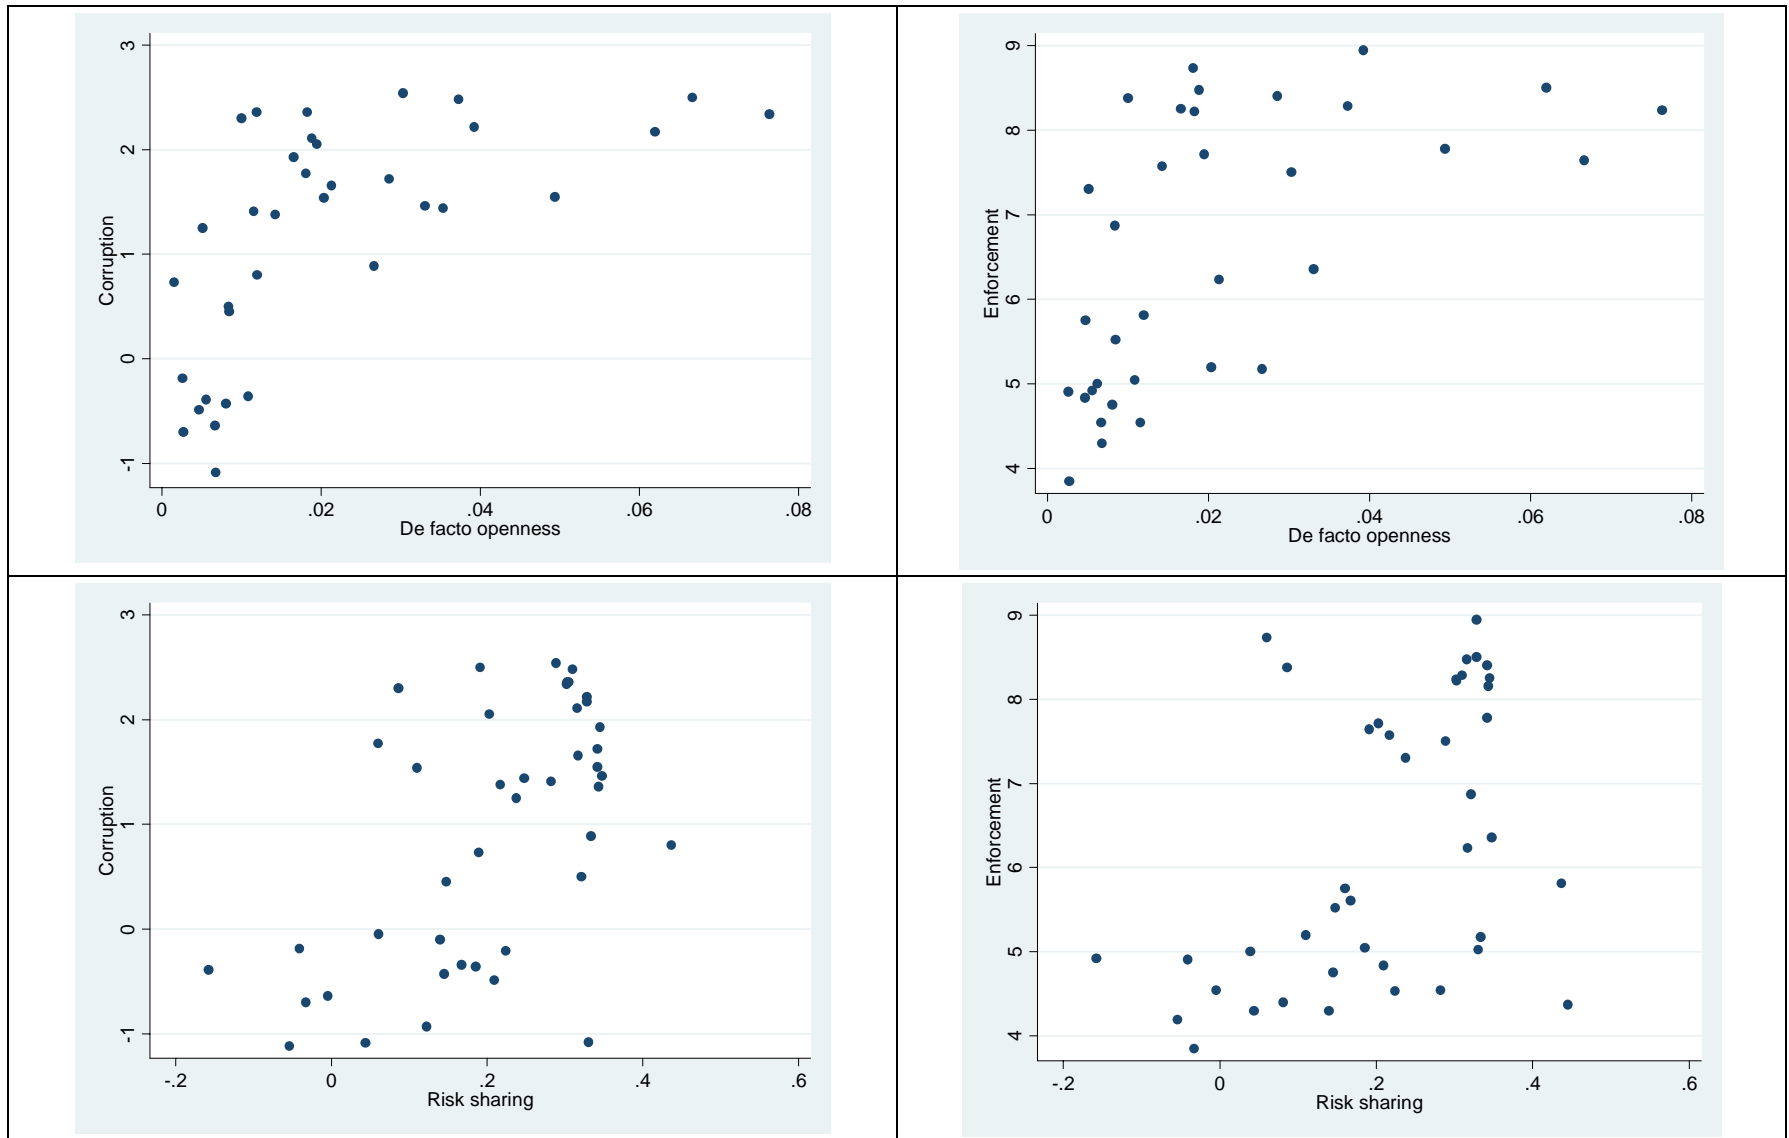 3
2
1
0
-1
Corruption
0 .02 .04 .06 .08
De facto openness
9
8
7
6
5
4
Enforcement
0 .02 .04 .06 .08
De facto openness
3
2
1
0
-1
Corruption
-.2 0 .2 .4 .6
Risk sharing
9
8
7
6
5
4
Enforcement
-.2 0 .2 .4 .6
Risk sharing